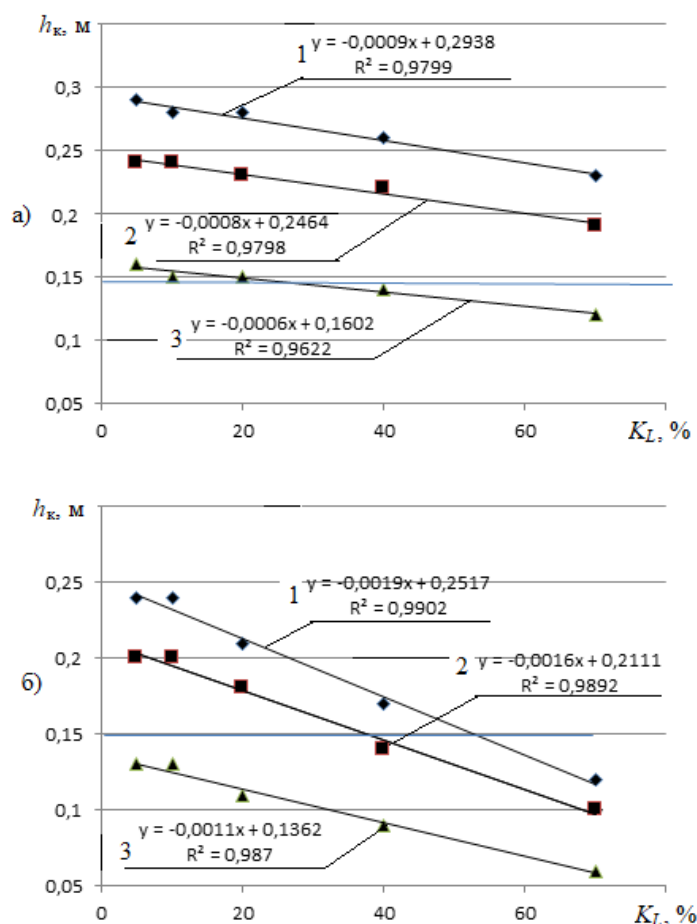 hк, м
1 y = -0,0009x + 0,2938
R² = 0,9799
0,3
0,25
а)
0,2
2 y = -0,0008x + 0,2464
R² = 0,9798
0,15
3 y = -0,0006x + 0,1602
R² = 0,9622
0,1
0,05
0 20 40 60 KL, %
hк, м
0,25
1 y = -0,0019x + 0,2517
R² = 0,9902
0,2
2 y = -0,0016x + 0,2111
R² = 0,9892
б)
0,15
0,1
3 y = -0,0011x + 0,1362
R² = 0,987
0,05
0 20 40 60 KL, %